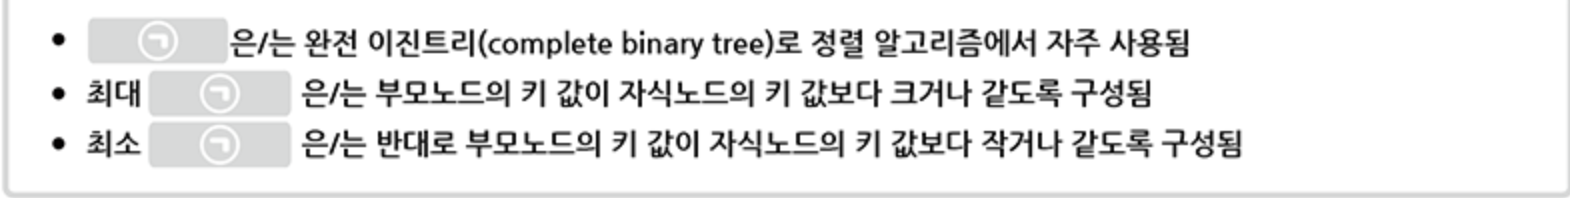 • ㉠ 은/는 완전 이진트리(complete binary tree)로 정렬 알고리즘에서 자주 사용됨
• 최대 ㉠ 은/는 부모노드의 키 값이 자식노드의 키 값보다 크거나 같도록 구성됨
• 최소 ㉠ 은/는 반대로 부모노드의 키 값이 자식노드의 키 값보다 작거나 같도록 구성됨